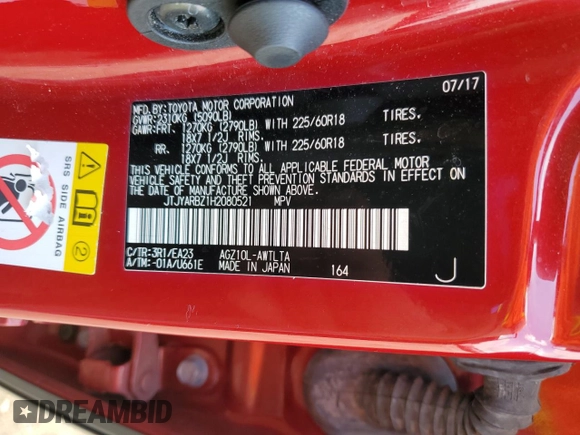 07/17
MFD.BY:TOYOTA MOTOR CORPORATION
GVWR:2310KG (5090LB)
GAWR:FRT. 1270KG (2790LB) WITH 225/60R18 TIRES.
18X7 1/2J RIMS.
RR. 1270KG (2790LB) WITH 225/60R18 TIRES.
18X7 1/2J RIMS.
THIS VEHICLE CONFORMS TO ALL APPLICABLE FEDERAL MOTOR
VEHICLE SAFETY AND THEFT PREVENTION STANDARDS IN EFFECT ON
THE DATE OF MANUFACTURE SHOWN ABOVE.
JTJYARBZ1H2080521 MPV
C/TR:3R1/EA23 AGZ10L-AWTLTA
A/TM:-01A/U661E MADE IN JAPAN 164
J
SRS SIDE AIRBAG
2
DREAMBID